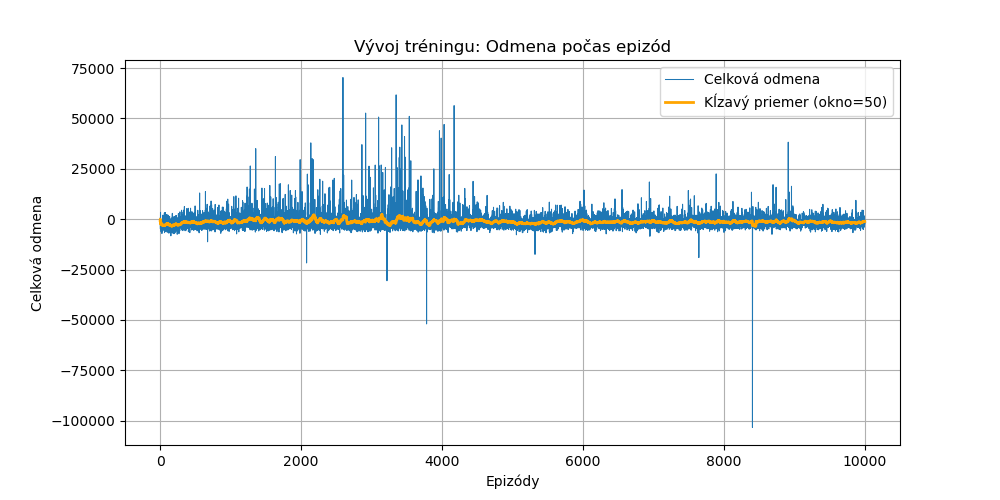 Vývoj tréningu: Odmena počas epizód
Celková odmena
Kĺzavý priemer (okno=50)
75000
50000
25000
0
−25000
−50000
−75000
−100000
Celková odmena
0
2000
4000
6000
8000
10000
Epizódy